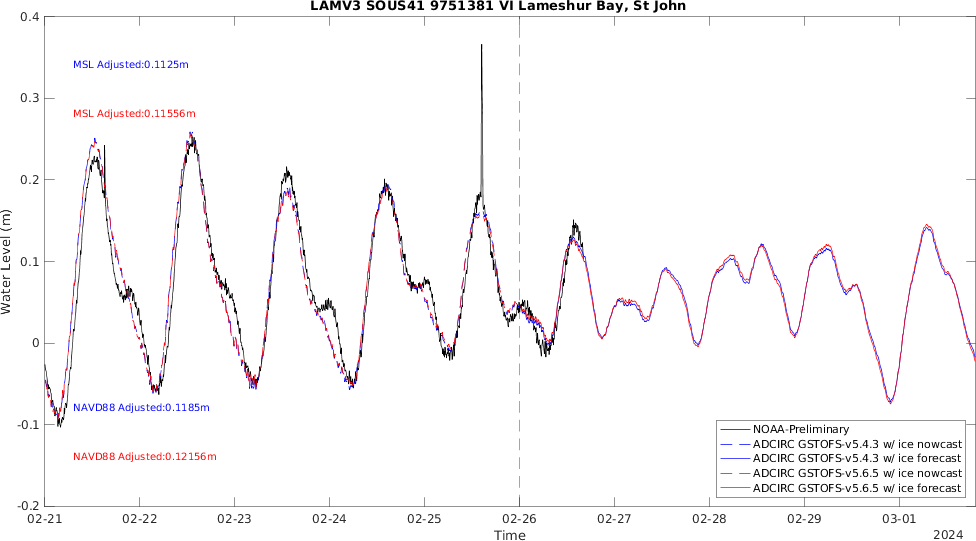 LAMV3 SOUS41 9751381 VI Lameshur Bay, St John
0.4
0.3
0.2
0.1
0
-0.1
-0.2
Water Level (m)
MSL Adjusted:0.1125m
MSL Adjusted:0.11556m
NAVD88 Adjusted:0.1185m
NAVD88 Adjusted:0.12156m
NOAA-Preliminary
ADCIRC GSTOFS-v5.4.3 w/ ice nowcast
ADCIRC GSTOFS-v5.4.3 w/ ice forecast
ADCIRC GSTOFS-v5.6.5 w/ ice nowcast
ADCIRC GSTOFS-v5.6.5 w/ ice forecast
02-21 02-22 02-23 02-24 02-25 02-26 02-27 02-28 02-29 03-01
Time
2024